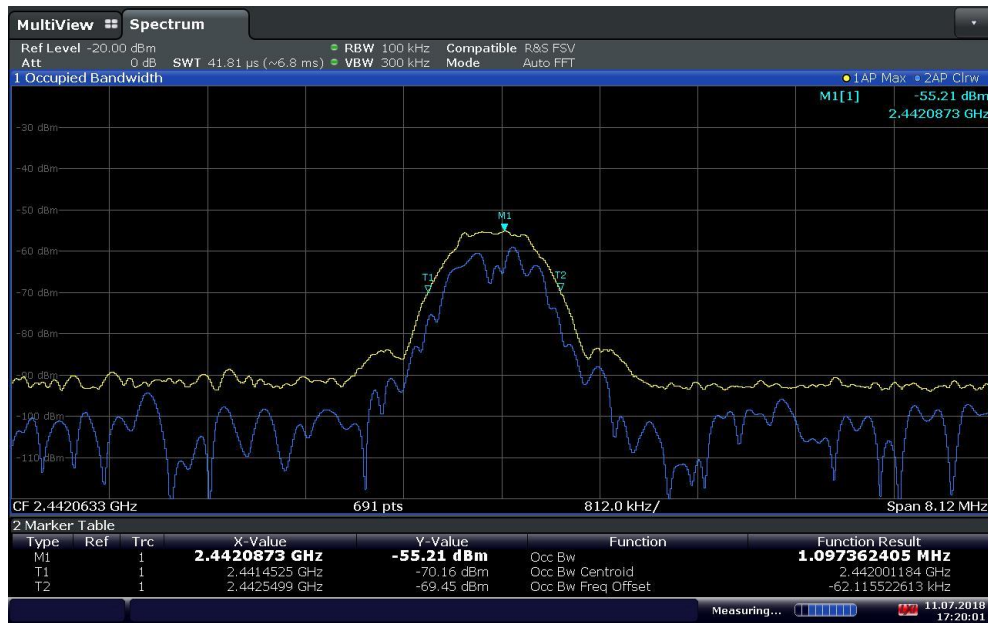 MultiView Spectrum
Ref Level -20.00 dBm RBW 100 kHz Compatible R&S FSV
Att 0 dB SWT 41.81 µs (~6.8 ms) VBW 300 kHz Mode Auto FFT
1 Occupied Bandwidth 1AP Max 2AP Clrw
M1[1] -55.21 dBm
2.4420873 GHz
-30 dBm
-40 dBm
-50 dBm
M1
-60 dBm
T1 T2
-70 dBm
-80 dBm
-90 dBm
-100 dBm
-110 dBm
CF 2.4420633 GHz 691 pts 812.0 kHz/ Span 8.12 MHz
2 Marker Table
Type Ref Trc X-Value Y-Value Function Function Result
M1 1 2.4420873 GHz -55.21 dBm Occ Bw 1.097362405 MHz
T1 1 2.4414525 GHz -70.16 dBm Occ Bw Centroid 2.442001184 GHz
T2 1 2.4425499 GHz -69.45 dBm Occ Bw Freq Offset -62.115522613 kHz
Measuring... 11.07.2018
17:20:01